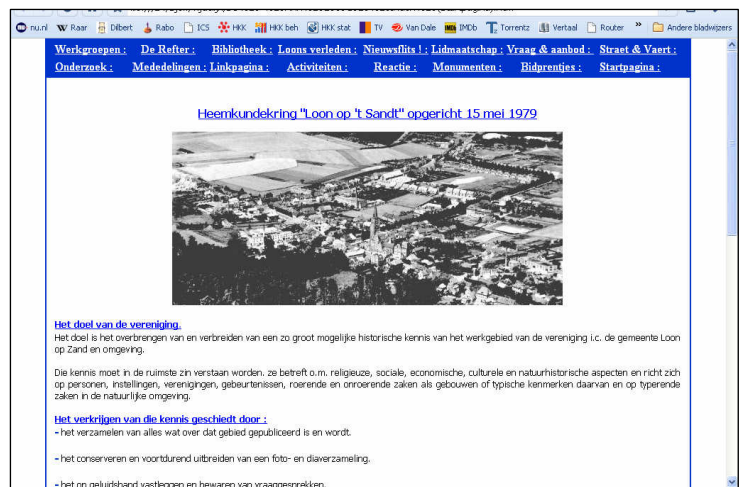 nu.nl Raar Dilbert Rabo ICS HKK HKK beh HKK stat TV Van Dale IMDb Torrentz Vertaal Router » Andere bladwijzers
Werkgroepen : De Refter : Bibliotheek : Loons verleden : Nieuwsflits ! : Lidmaatschap : Vraag & aanbod : Straet & Vaert :
Onderzoek : Mededelingen : Linkpagina : Activiteiten : Reactie : Monumenten : Bidprentjes : Startpagina :
Heemkundekring "Loon op 't Sandt" opgericht 15 mei 1979
Het doel van de vereniging.
Het doel is het overbrengen van en verbreiden van een zo groot mogelijke historische kennis van het werkgebied van de vereniging i.c. de gemeente Loon
op Zand en omgeving.
Die kennis moet in de ruimste zin verstaan worden. ze betreft o.m. religieuze, sociale, economische, culturele en natuurhistorische aspecten en richt zich
op personen, instellingen, verenigingen, gebeurtenissen, roerende en onroerende zaken als gebouwen of typische kenmerken daarvan en op typerende
zaken in de natuurlijke omgeving.
Het verkrijgen van die kennis geschiedt door :
- het verzamelen van alles wat over dat gebied gepubliceerd is en wordt.
- het conserveren en voortdurend uitbreiden van een foto- en diaverzameling.
- het op geluidsband vastleggen en bewaren van vraaggesprekken.